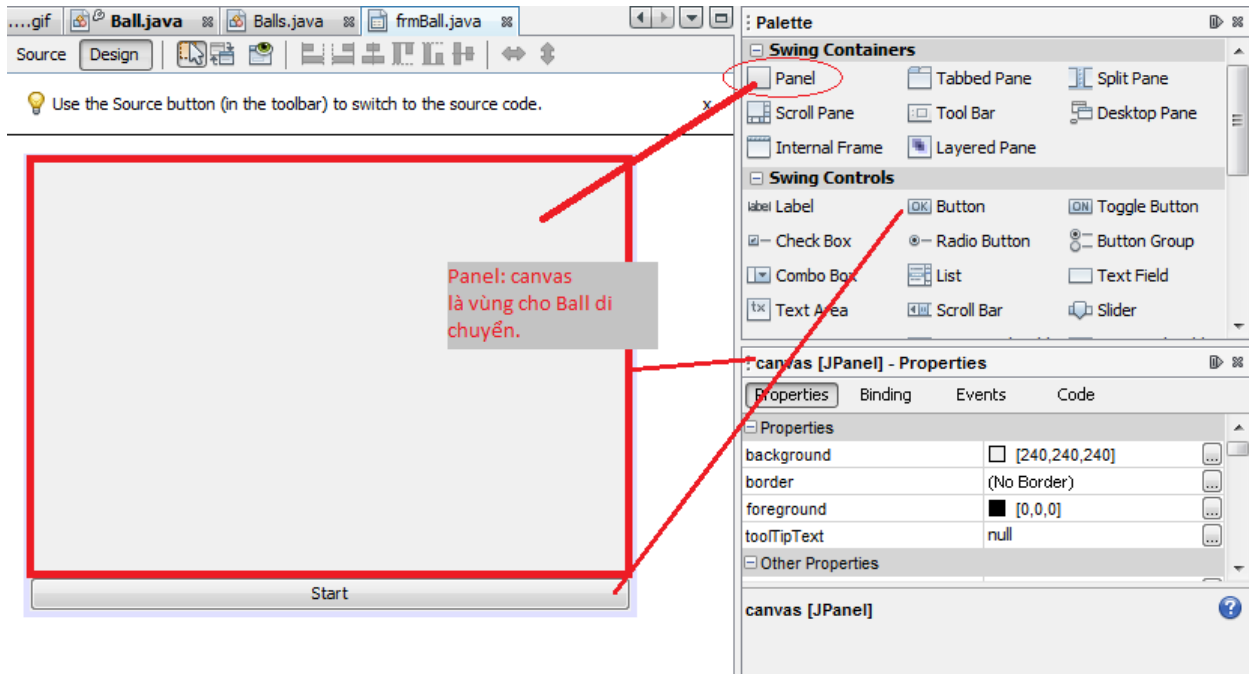 ....gif Ball.java Balls.java frmBall.java
Source Design
Use the Source button (in the toolbar) to switch to the source code. x
Panel: canvas
là vùng cho Ball di
chuyển.
Start
Palette
Swing Containers
Panel Tabbed Pane Split Pane
Scroll Pane Tool Bar Desktop Pane
Internal Frame Layered Pane
Swing Controls
label Label OK Button ON Toggle Button
Check Box Radio Button Button Group
Combo Box List Text Field
tx Text Area Scroll Bar Slider
canvas [JPanel] - Properties
Properties Binding Events Code
Properties
background [240,240,240] ...
border (No Border) ...
foreground [0,0,0] ...
toolTipText null ...
Other Properties
canvas [JPanel] ?